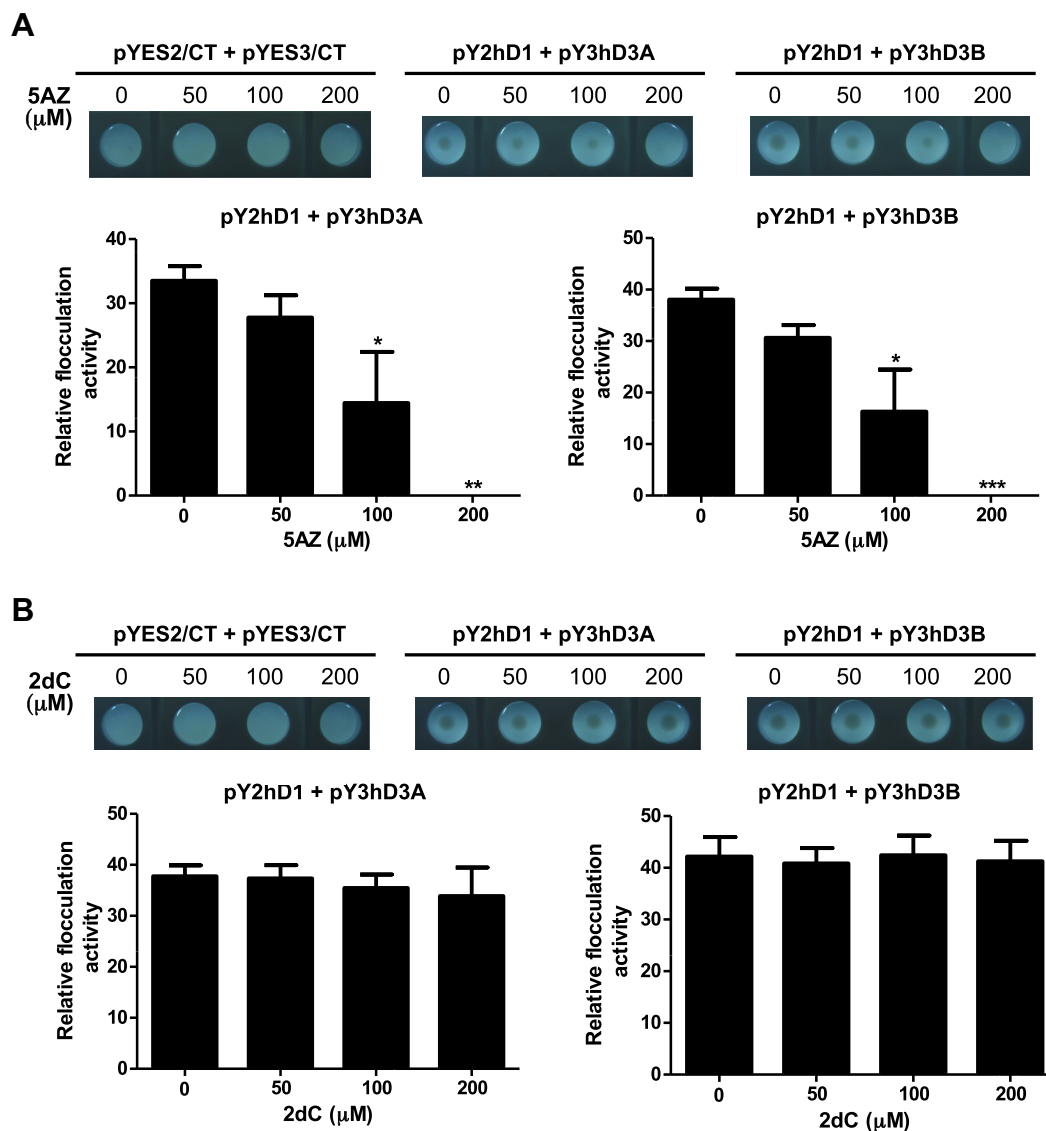 A
pYES2/CT + pYES3/CT pY2hD1 + pY3hD3A pY2hD1 + pY3hD3B
5AZ 0 50 100 200 0 50 100 200 0 50 100 200
(μM)
pY2hD1 + pY3hD3A
Relative flocculation
activity
40
30
20
10
0
*
**
0 50 100 200
5AZ (μM)
pY2hD1 + pY3hD3B
Relative flocculation
activity
50
40
30
20
10
0
*
***
0 50 100 200
5AZ (μM)
B
pYES2/CT + pYES3/CT pY2hD1 + pY3hD3A pY2hD1 + pY3hD3B
2dC 0 50 100 200 0 50 100 200 0 50 100 200
(μM)
pY2hD1 + pY3hD3A
Relative flocculation
activity
50
40
30
20
10
0
0 50 100 200
2dC (μM)
pY2hD1 + pY3hD3B
Relative flocculation
activity
50
40
30
20
10
0
0 50 100 200
2dC (μM)